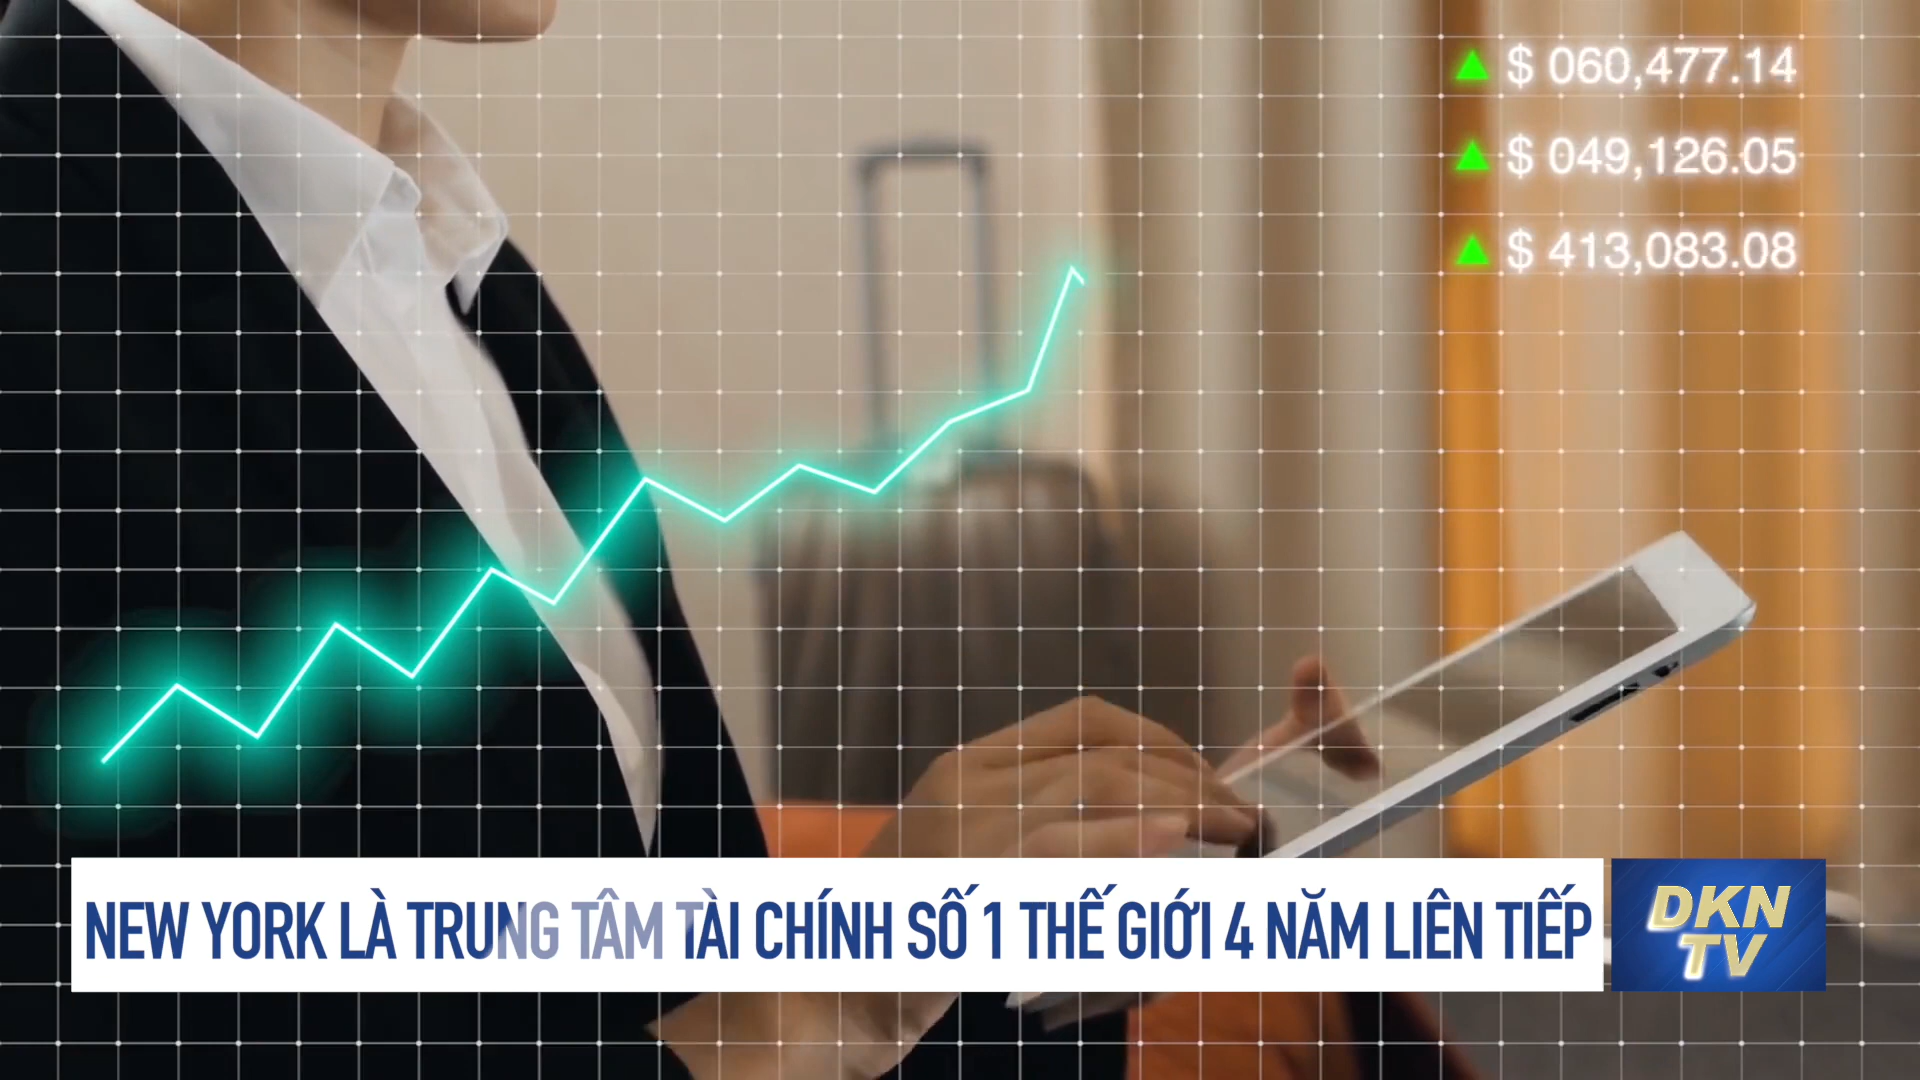 $ 060,477.14
$ 049,126.05
$ 413,083.08
NEW YORK LÀ TRUNG TÂM TÀI CHÍNH SỐ 1 THẾ GIỚI 4 NĂM LIÊN TIẾP
DKN
TV